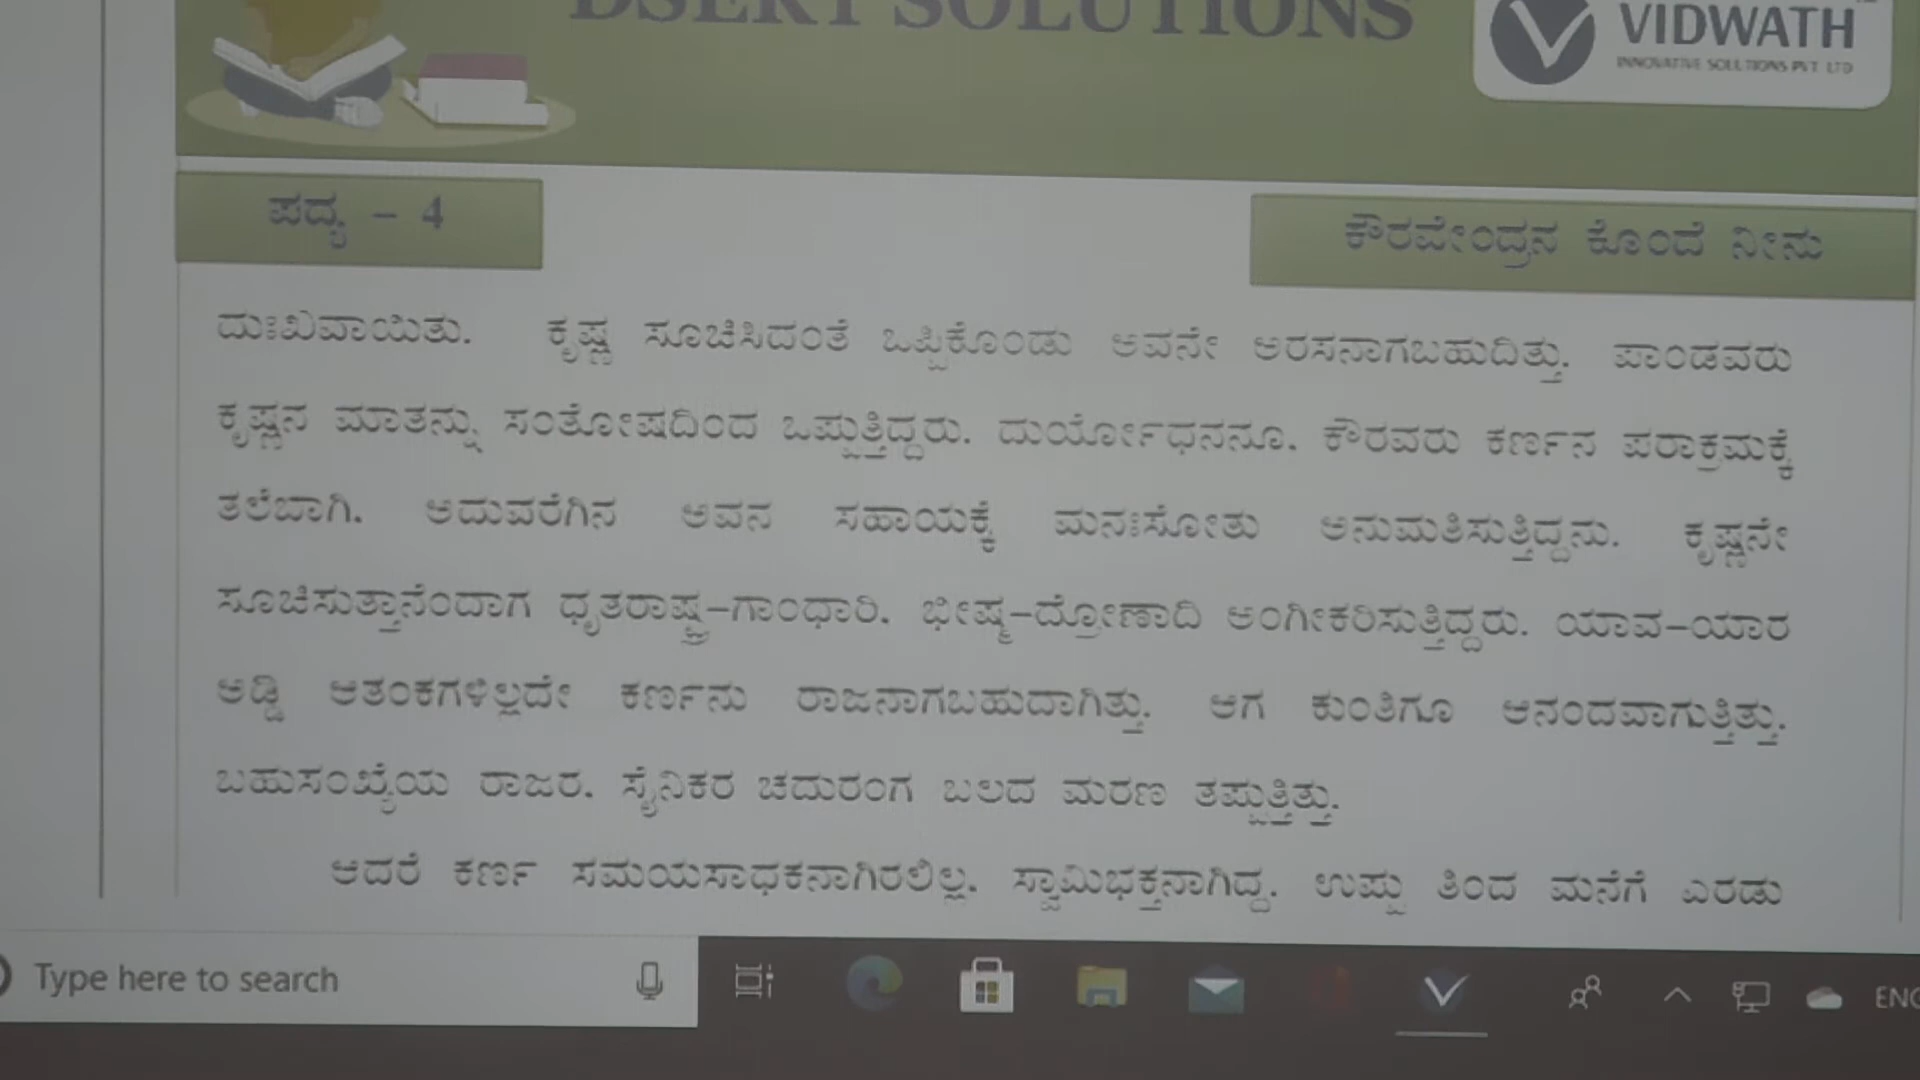 DSERT SOLUTIONS
VIDWATH
INNOVATIVE SOLUTIONS PVT. LTD
ಪದ್ಯ – 4
ಕೌರವೇಂದ್ರನ ಕೊಂದೆ ನೀನು
ದುಃಖವಾಯಿತು. ಕೃಷ್ಣ ಸೂಚಿಸಿದಂತೆ ಒಪ್ಪಿಕೊಂಡು ಅವನೇ ಅರಸನಾಗಬಹುದಿತ್ತು. ಪಾಂಡವರು
ಕೃಷ್ಣನ ಮಾತನ್ನು ಸಂತೋಷದಿಂದ ಒಪ್ಪುತ್ತಿದ್ದರು. ದುರ್ಯೋಧನನೂ. ಕೌರವರು ಕರ್ಣನ ಪರಾಕ್ರಮಕ್ಕೆ
ತಲೆಬಾಗಿ. ಅದುವರೆಗಿನ ಅವನ ಸಹಾಯಕ್ಕೆ ಮನಃಸೋತು ಅನುಮತಿಸುತ್ತಿದ್ದನು. ಕೃಷ್ಣನೇ
ಸೂಚಿಸುತ್ತಾನೆಂದಾಗ ಧೃತರಾಷ್ಟ್ರ–ಗಾಂಧಾರಿ. ಭೀಷ್ಮ–ದ್ರೋಣಾದಿ ಅಂಗೀಕರಿಸುತ್ತಿದ್ದರು. ಯಾವ–ಯಾರ
ಅಡ್ಡಿ ಆತಂಕಗಳಿಲ್ಲದೇ ಕರ್ಣನು ರಾಜನಾಗಬಹುದಾಗಿತ್ತು. ಆಗ ಕುಂತಿಗೂ ಆನಂದವಾಗುತ್ತಿತ್ತು.
ಬಹುಸಂಖ್ಯೆಯ ರಾಜರ. ಸೈನಿಕರ ಚದುರಂಗ ಬಲದ ಮರಣ ತಪ್ಪುತ್ತಿತ್ತು.
ಆದರೆ ಕರ್ಣ ಸಮಯಸಾಧಕನಾಗಿರಲಿಲ್ಲ. ಸ್ವಾಮಿಭಕ್ತನಾಗಿದ್ದ. ಉಪ್ಪು ತಿಂದ ಮನೆಗೆ ಎರಡು
Type here to search
ENG